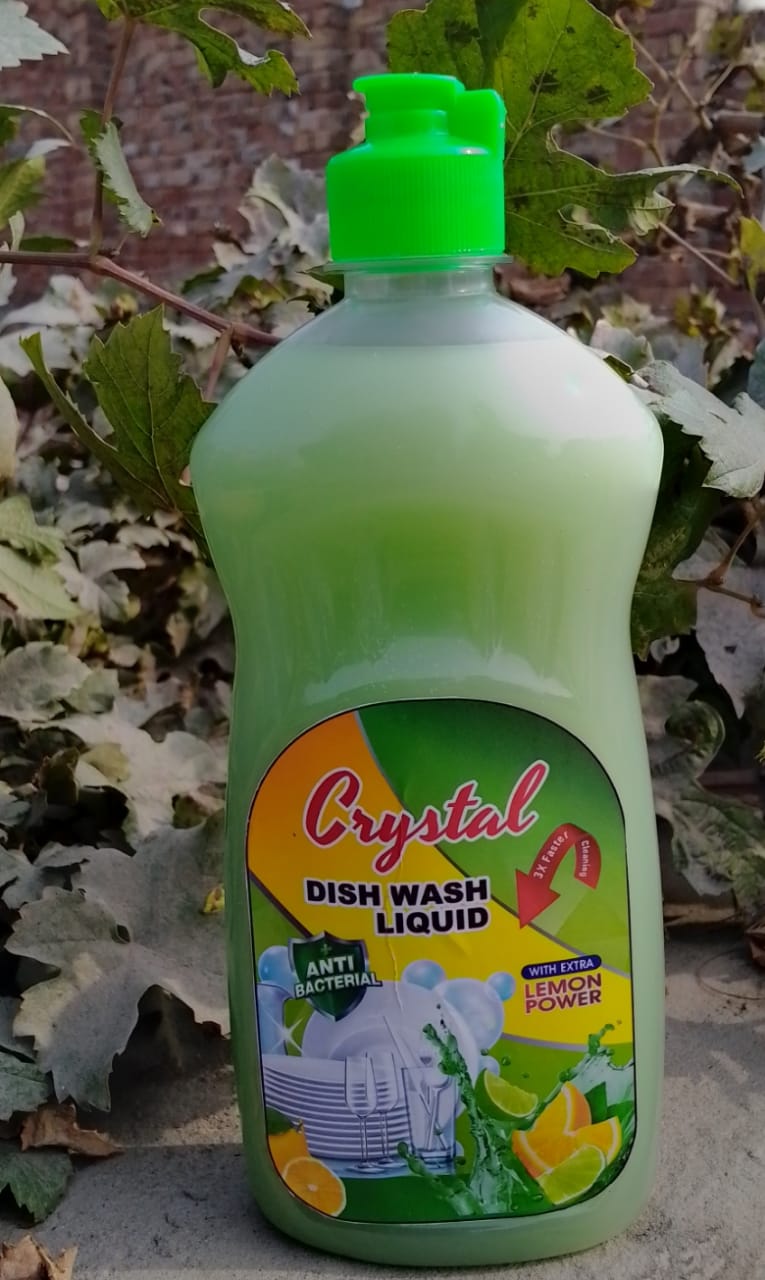 Crystal
3X Faster Cleaning
DISH WASH
LIQUID
ANTI
BACTERIAL
WITH EXTRA
LEMON
POWER